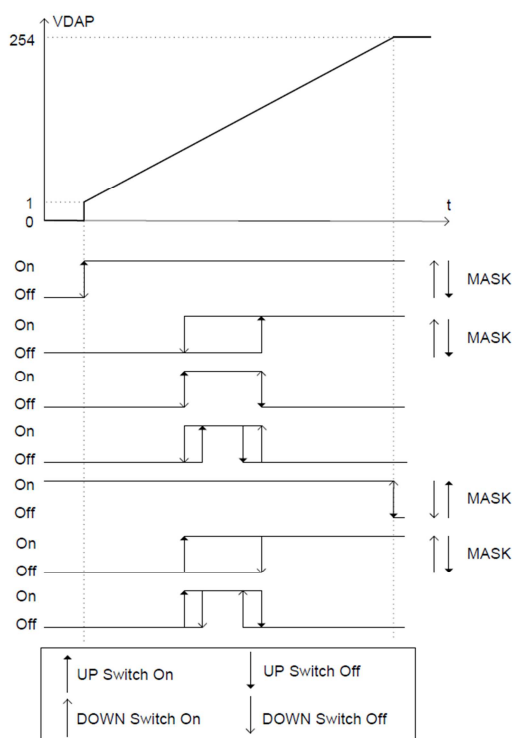 VDAP
254
1
0
t
On
Off
MASK
On
Off
MASK
On
Off
On
Off
On
Off
MASK
On
Off
MASK
On
Off
UP Switch On
UP Switch Off
DOWN Switch On
DOWN Switch Off